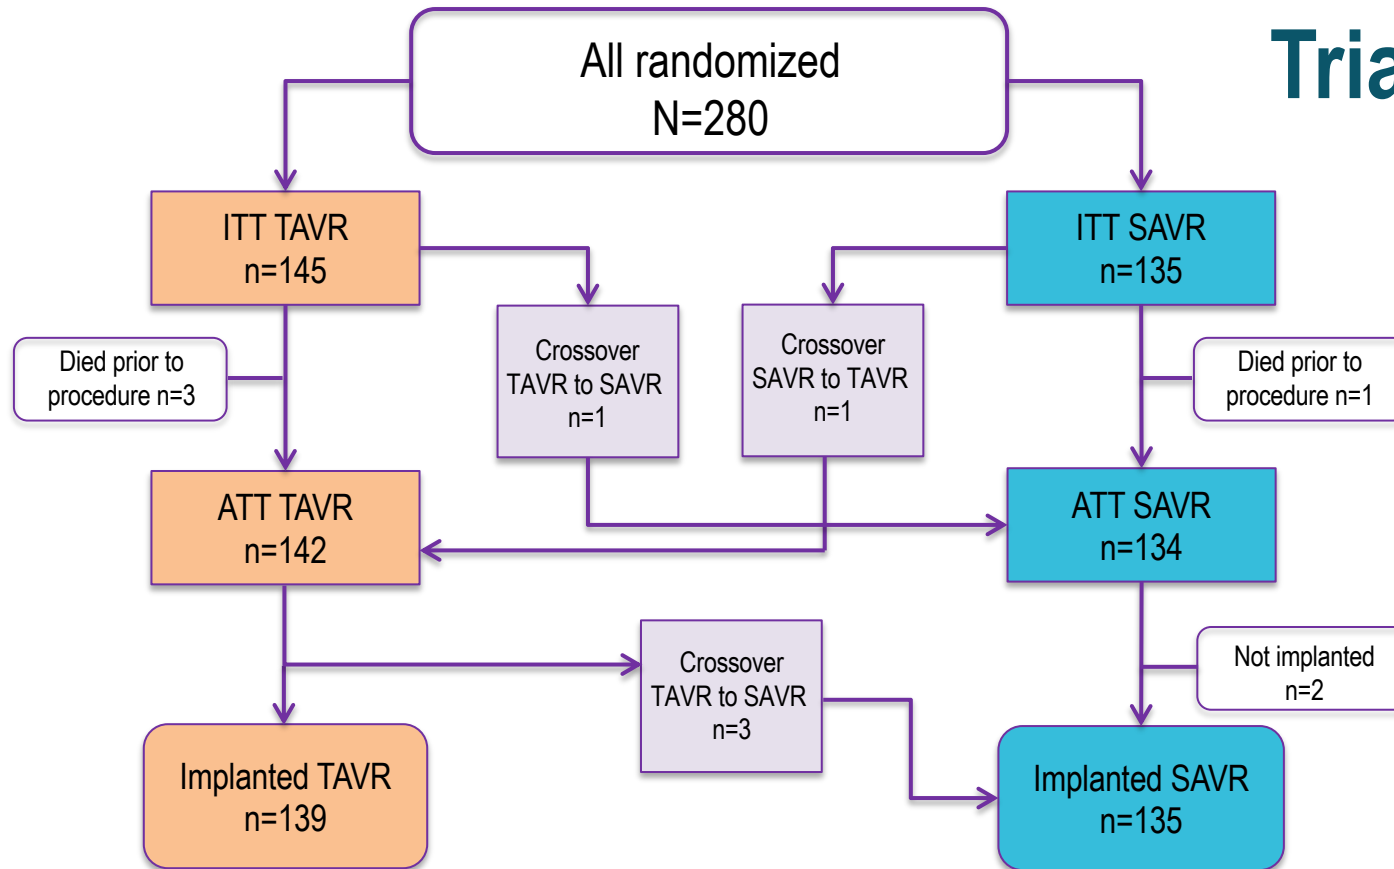 Tria
All randomized
N=280
ITT TAVR
n=145
ITT SAVR
n=135
Died prior to
procedure n=3
Crossover
TAVR to SAVR
n=1
Crossover
SAVR to TAVR
n=1
Died prior to
procedure n=1
ATT TAVR
n=142
ATT SAVR
n=134
Crossover
TAVR to SAVR
n=3
Not implanted
n=2
Implanted TAVR
n=139
Implanted SAVR
n=135